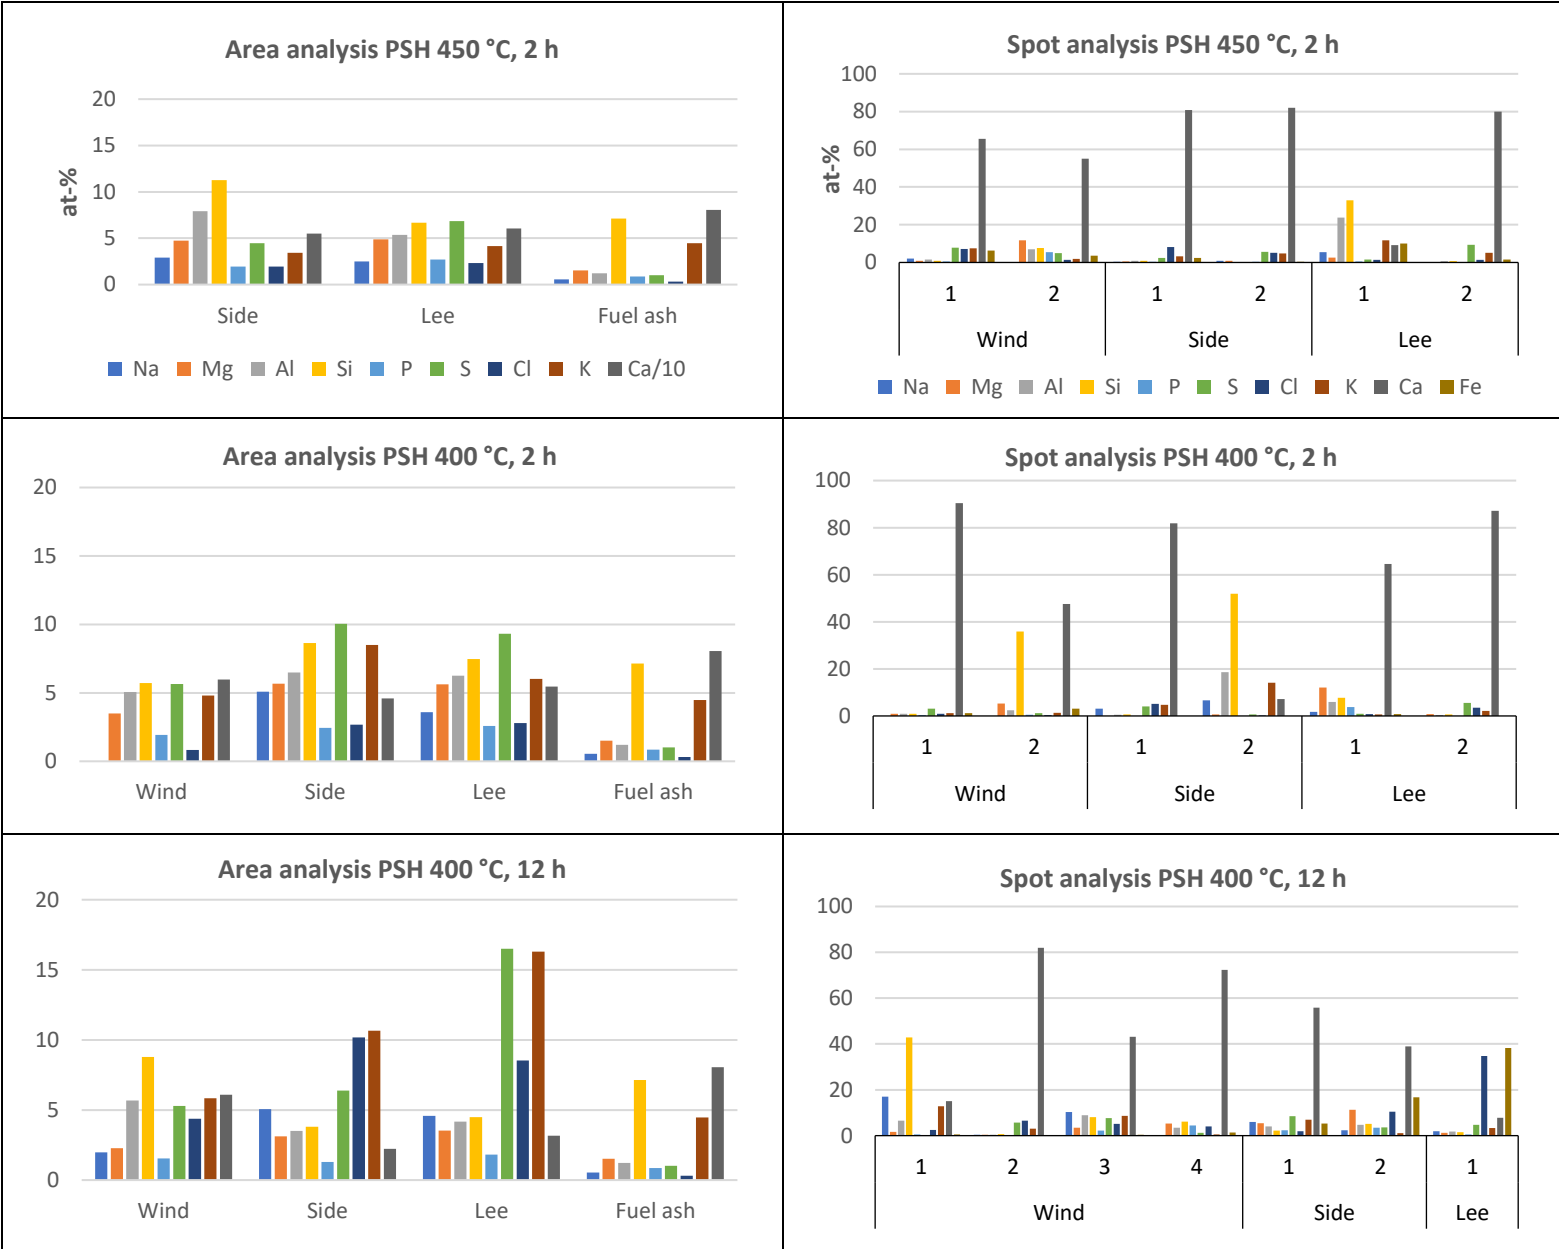 Area analysis PSH 450 °C, 2 h
20
15
10
5
0
at-%
Side Lee Fuel ash
Na Mg Al Si P S Cl K Ca/10
Spot analysis PSH 450 °C, 2 h
100
80
60
40
20
0
at-%
1 2 1 2 1 2
Wind Side Lee
Na Mg Al Si P S Cl K Ca Fe
Area analysis PSH 400 °C, 2 h
20
15
10
5
0
Wind Side Lee Fuel ash
Spot analysis PSH 400 °C, 2 h
100
80
60
40
20
0
1 2 1 2 1 2
Wind Side Lee
Area analysis PSH 400 °C, 12 h
20
15
10
5
0
Wind Side Lee Fuel ash
Spot analysis PSH 400 °C, 12 h
100
80
60
40
20
0
1 2 3 4 1 2 1
Wind Side Lee